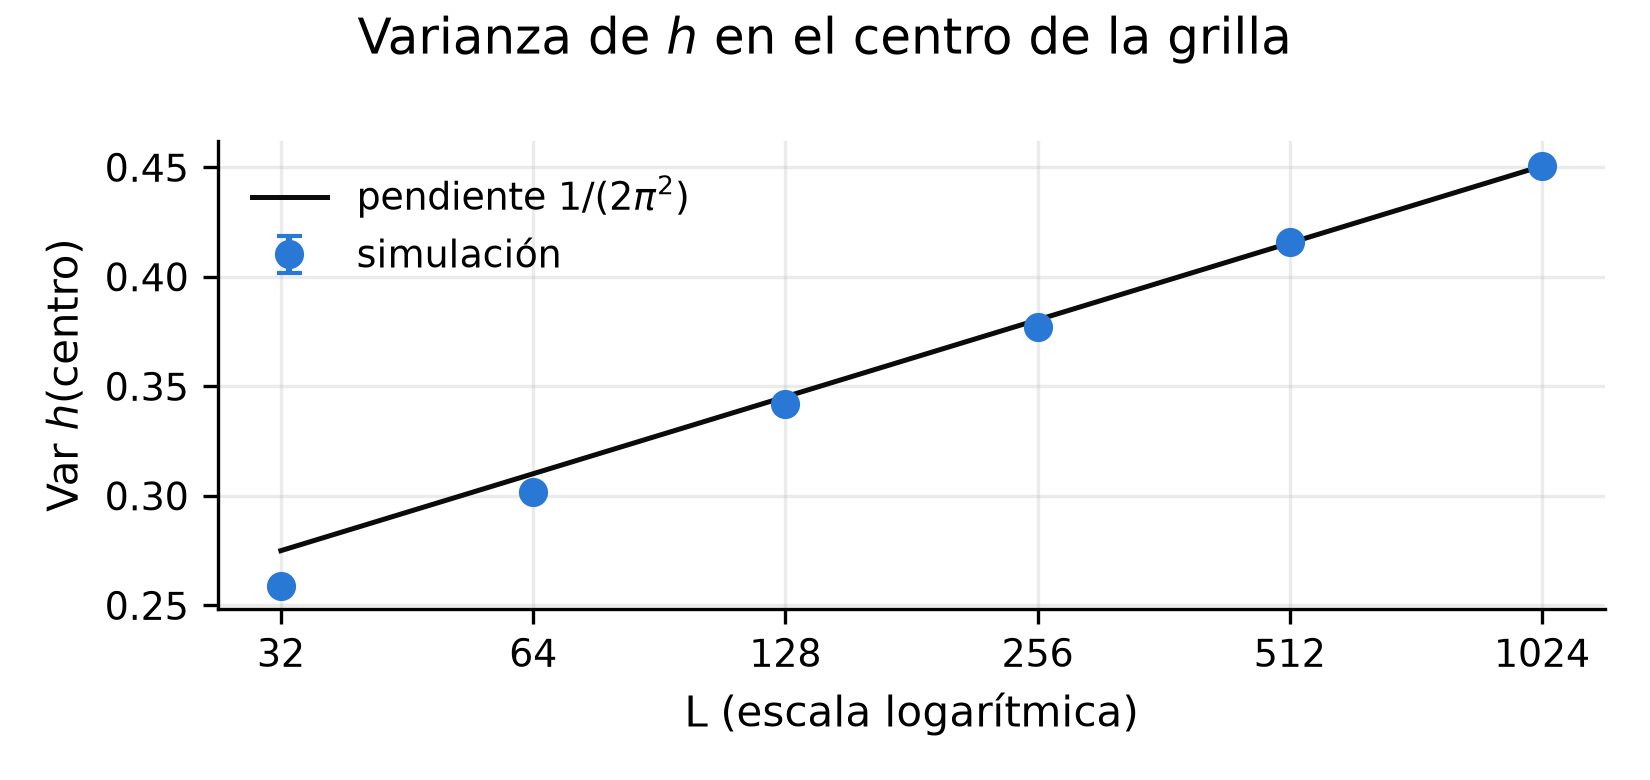 Varianza de h en el centro de la grilla
pendiente 1/(2π²)
simulación
Var h(centro)
0.45
0.40
0.35
0.30
0.25
32 64 128 256 512 1024
L (escala logarítmica)